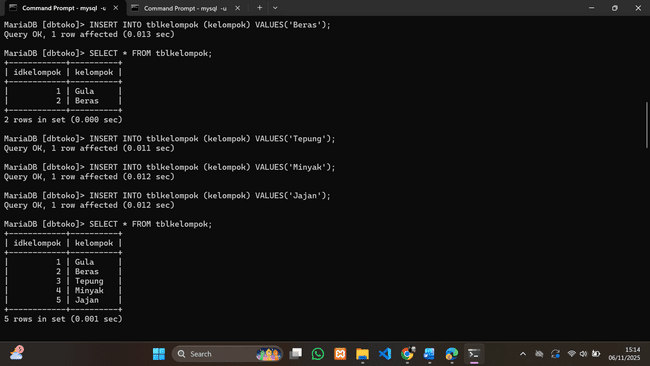 Command Prompt - mysql -u
Command Prompt - mysql -u
MariaDB [dbtoko]> INSERT INTO tblkelompok (kelompok) VALUES('Beras');
Query OK, 1 row affected (0.013 sec)
MariaDB [dbtoko]> SELECT * FROM tblkelompok;
+------------+----------+
| idkelompok | kelompok |
+------------+----------+
|          1 | Gula     |
|          2 | Beras    |
+------------+----------+
2 rows in set (0.000 sec)
MariaDB [dbtoko]> INSERT INTO tblkelompok (kelompok) VALUES('Tepung');
Query OK, 1 row affected (0.011 sec)
MariaDB [dbtoko]> INSERT INTO tblkelompok (kelompok) VALUES('Minyak');
Query OK, 1 row affected (0.012 sec)
MariaDB [dbtoko]> INSERT INTO tblkelompok (kelompok) VALUES('Jajan');
Query OK, 1 row affected (0.012 sec)
MariaDB [dbtoko]> SELECT * FROM tblkelompok;
+------------+----------+
| idkelompok | kelompok |
+------------+----------+
|          1 | Gula     |
|          2 | Beras    |
|          3 | Tepung   |
|          4 | Minyak   |
|          5 | Jajan    |
+------------+----------+
5 rows in set (0.001 sec)
Search
15:14
06/11/2025